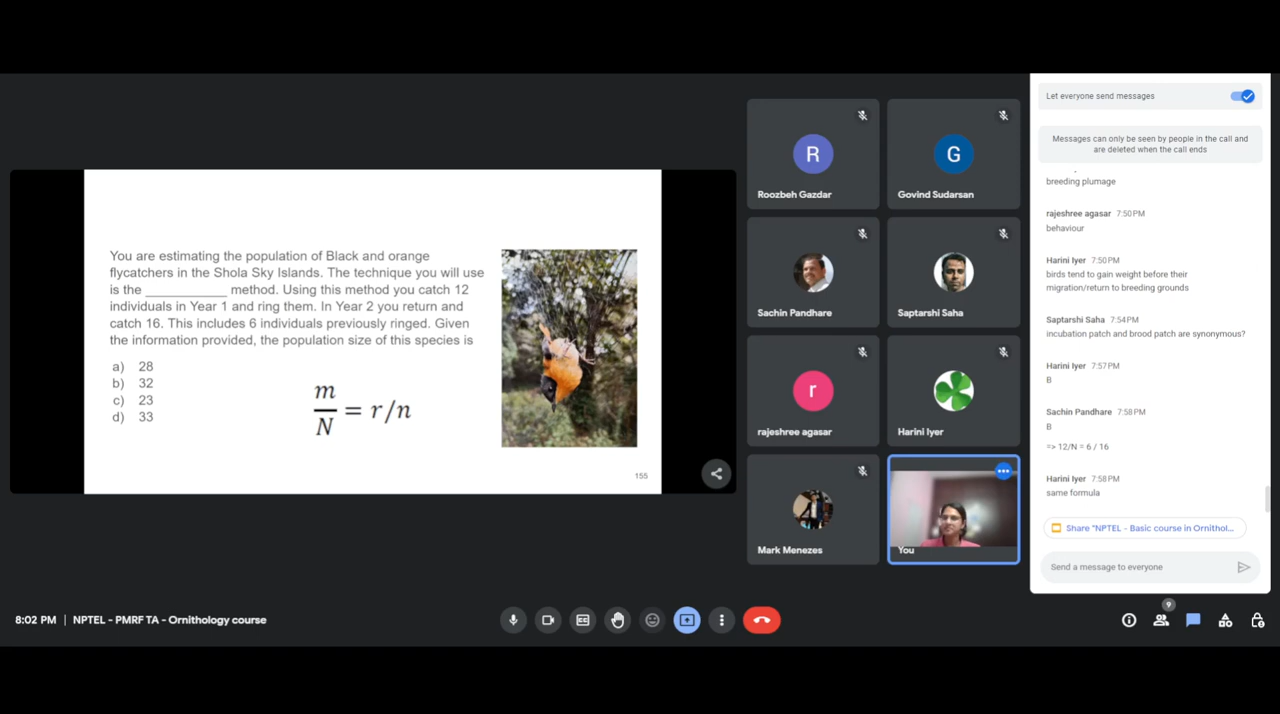 You are estimating the population of Black and orange
flycatchers in the Shola Sky Islands. The technique you will use
is the ____________ method. Using this method you catch 12
individuals in Year 1 and ring them. In Year 2 you return and
catch 16. This includes 6 individuals previously ringed. Given
the information provided, the population size of this species is
a) 28
b) 32
c) 23
d) 33
m/N = r/n
155
R
Roozbeh Gazdar
G
Govind Sudarsan
Sachin Pandhare
Saptarshi Saha
r
rajeshree agasar
Harini Iyer
Mark Menezes
You
Let everyone send messages
Messages can only be seen by people in the call and
are deleted when the call ends
breeding plumage
rajeshree agasar 7:50 PM
behaviour
Harini Iyer 7:50 PM
birds tend to gain weight before their
migration/return to breeding grounds
Saptarshi Saha 7:54 PM
incubation patch and brood patch are synonymous?
Harini Iyer 7:57 PM
B
Sachin Pandhare 7:58 PM
B
=> 12/N = 6 / 16
Harini Iyer 7:58 PM
same formula
Share "NPTEL - Basic course in Ornithol...
Send a message to everyone
8:02 PM | NPTEL - PMRF TA - Ornithology course
9